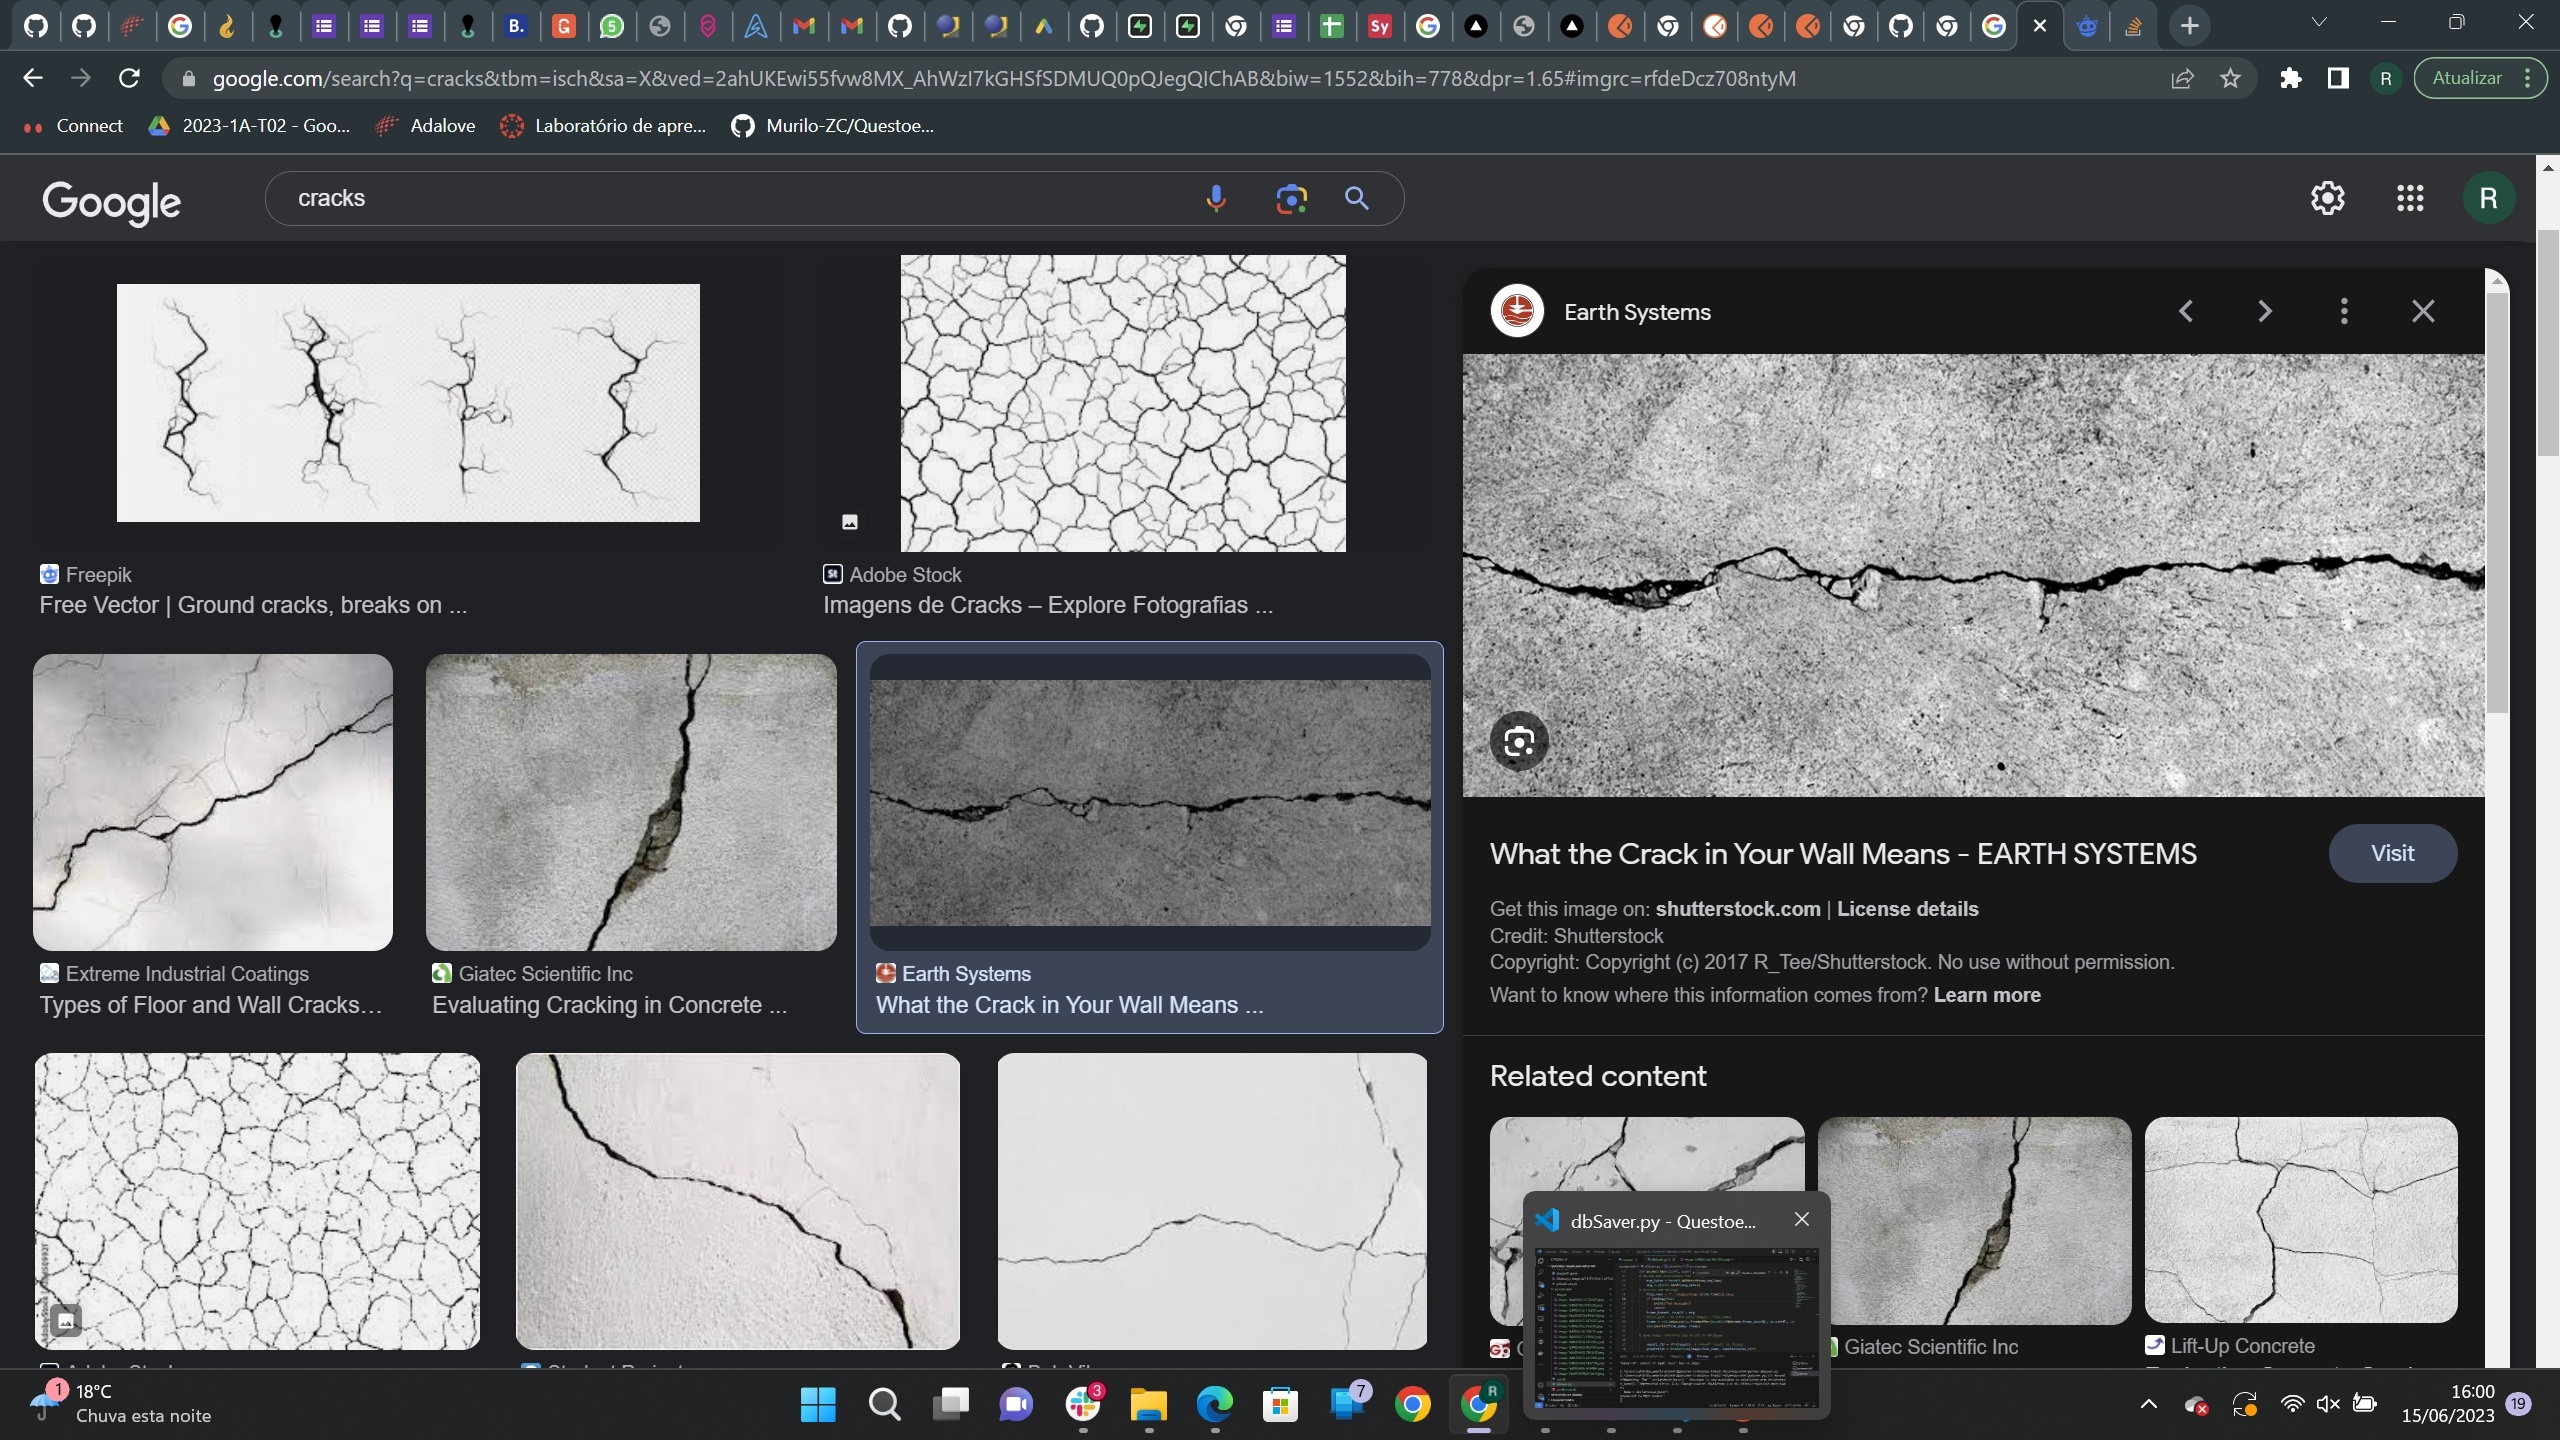 B.
G
5
Sy
google.com/search?q=cracks&tbm=isch&sa=X&ved=2ahUKEwi55fvw8MX_AhWzI7kGHSfSDMUQ0pQJegQIChAB&biw=1552&bih=778&dpr=1.65#imgrc=rfdeDcz708ntyM
R
Atualizar
Connect
2023-1A-T02 - Goo...
Adalove
Laboratório de apre...
Murilo-ZC/Questoe...
Google
cracks
R
Freepik
Free Vector | Ground cracks, breaks on ...
St Adobe Stock
Imagens de Cracks – Explore Fotografias ...
Extreme Industrial Coatings
Types of Floor and Wall Cracks...
Giatec Scientific Inc
Evaluating Cracking in Concrete ...
Earth Systems
What the Crack in Your Wall Means ...
Earth Systems
What the Crack in Your Wall Means - EARTH SYSTEMS
Visit
Get this image on: shutterstock.com | License details
Credit: Shutterstock
Copyright: Copyright (c) 2017 R_Tee/Shutterstock. No use without permission.
Want to know where this information comes from? Learn more
Related content
dbSaver.py - Questoe...
Giatec Scientific Inc
Lift-Up Concrete
1
18°C
Chuva esta noite
3
7
R
16:00
15/06/2023
19